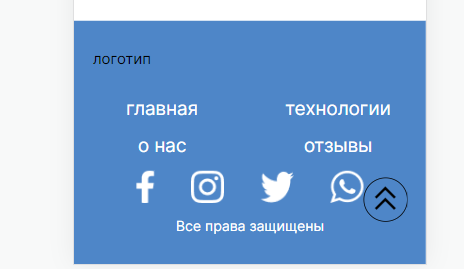 логотип
главная технологии
о нас отзывы
Все права защищены